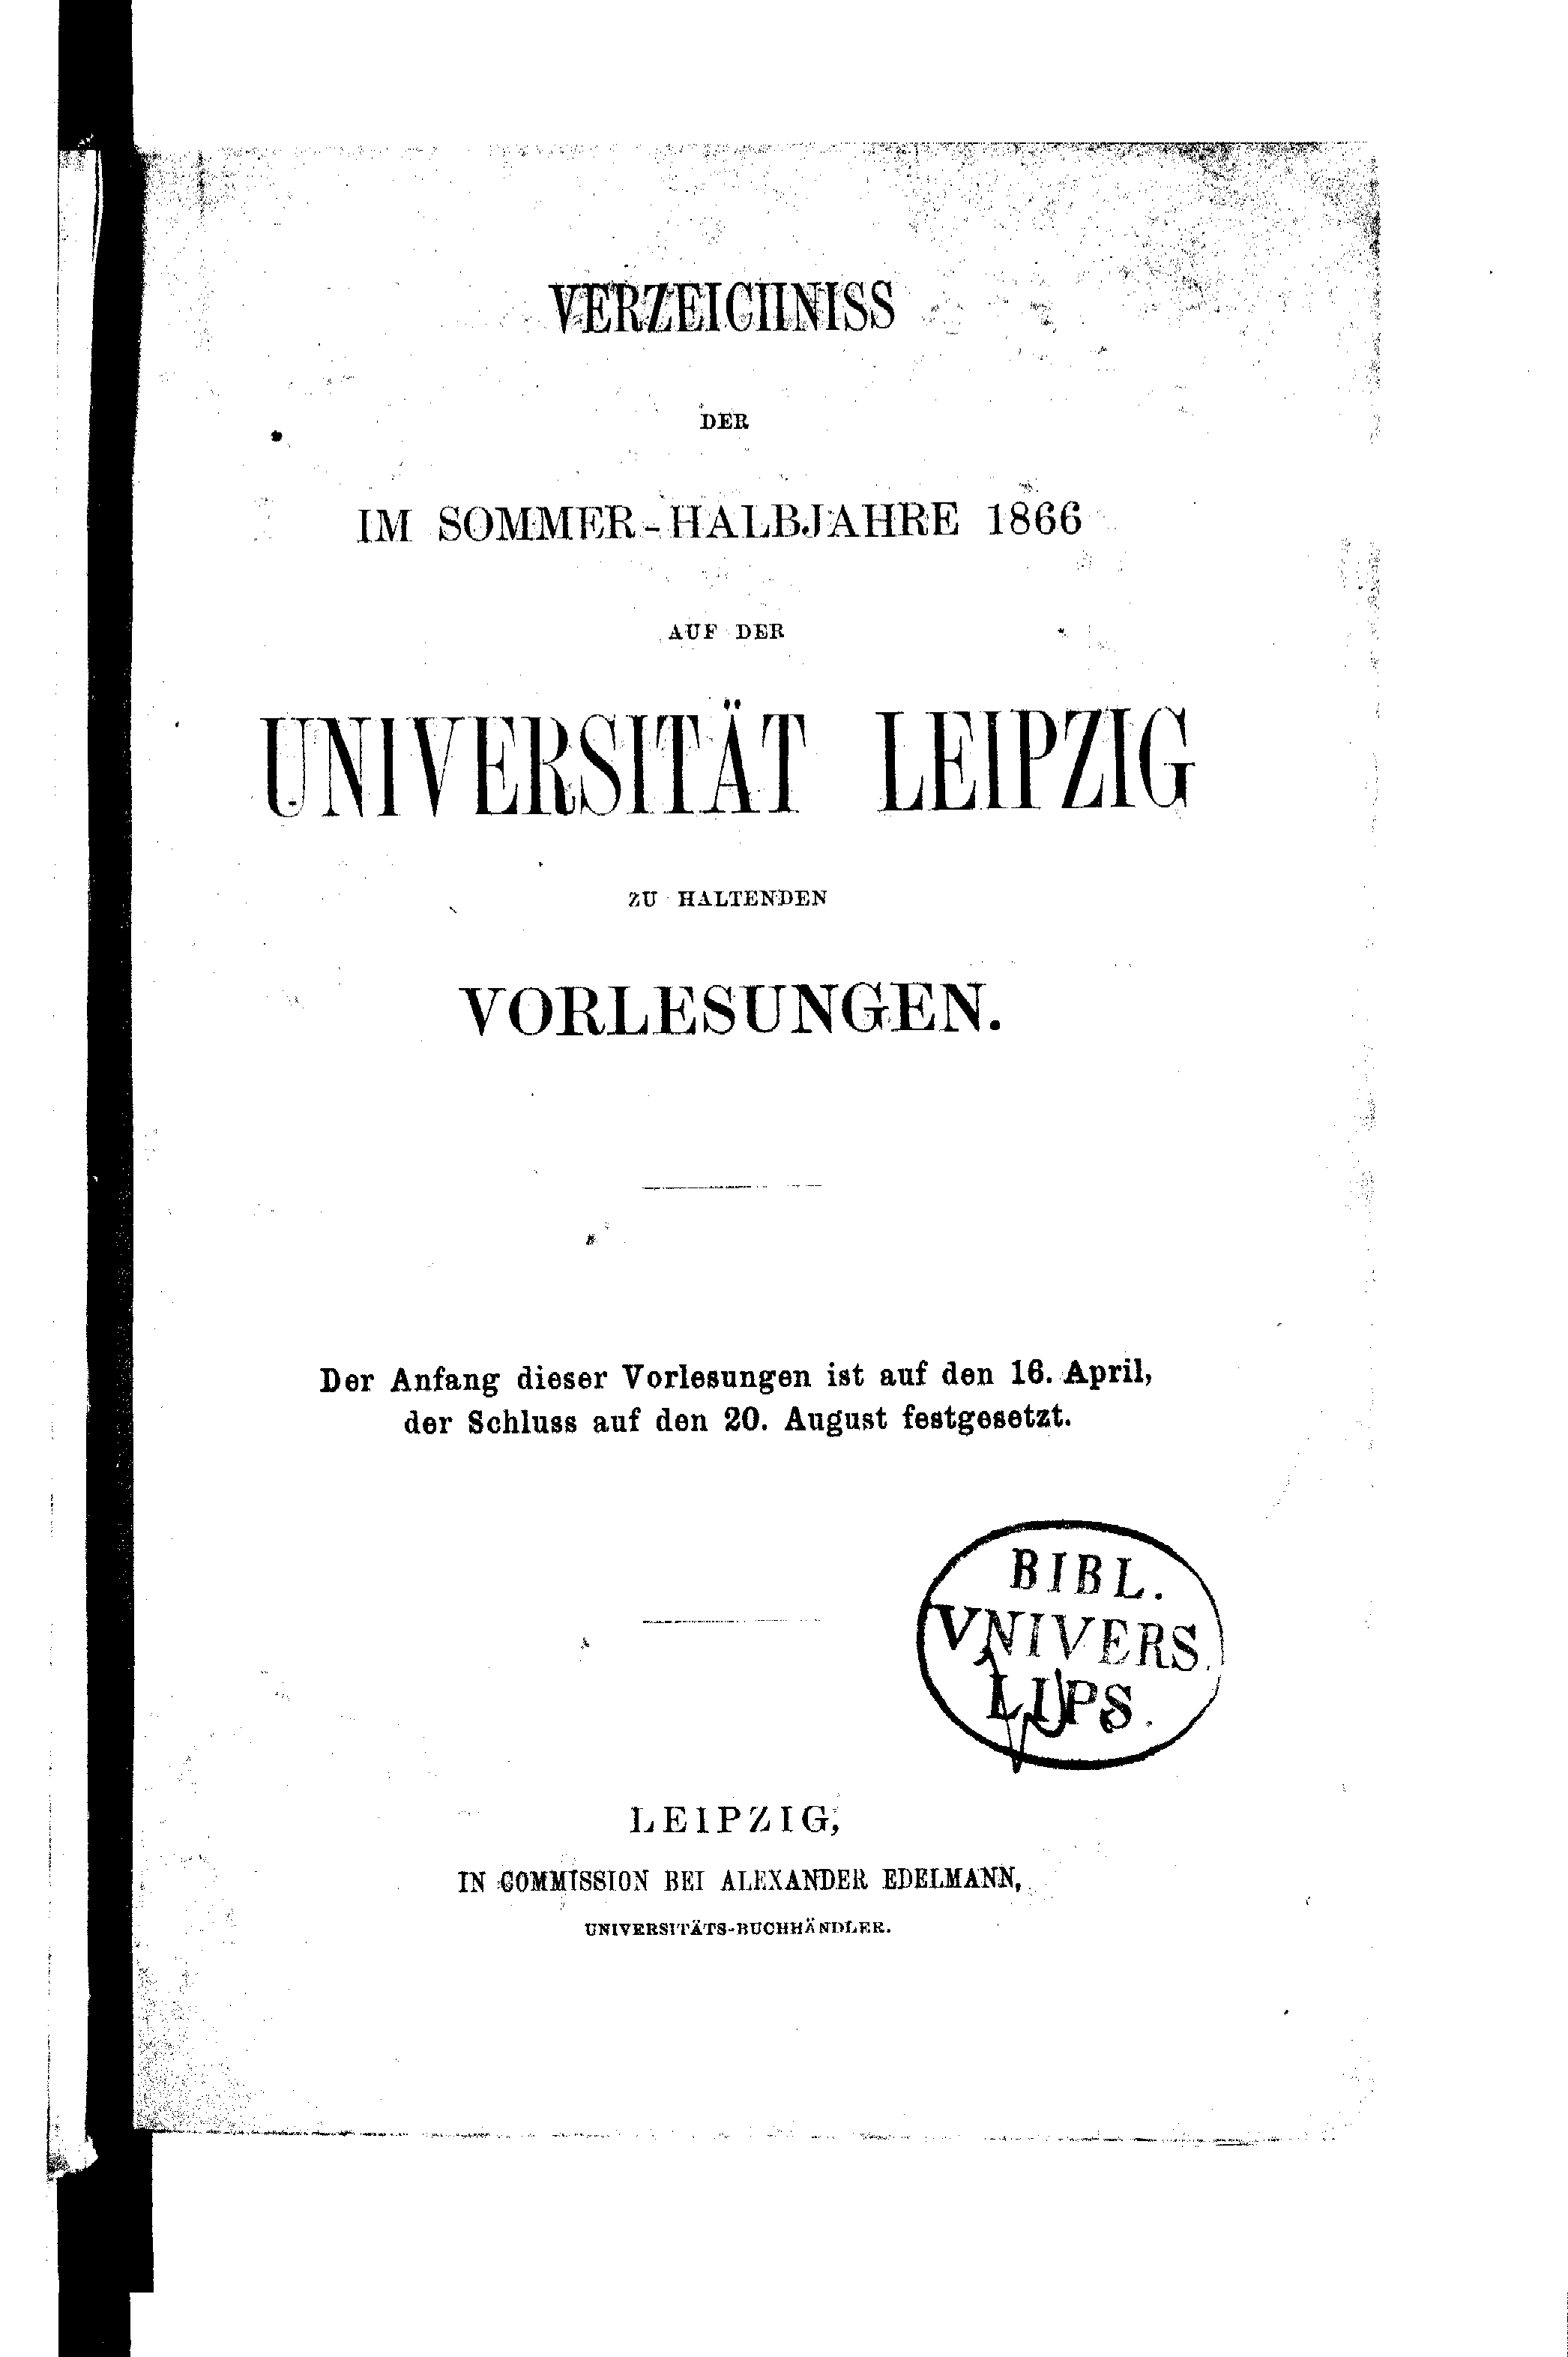 VERZEICHNISS
DER
IM SOMMER-HALBJAHRE 1866
AUF DER
UNIVERSITÄT LEIPZIG
ZU HALTENDEN
VORLESUNGEN.
Der Anfang dieser Vorlesungen ist auf den 16. April,
der Schluss auf den 20. August festgesetzt.
BIBL.
VNIVERS.
LIPS.
LEIPZIG,
IN COMMISSION BEI ALEXANDER EDELMANN,
UNIVERSITÄTS-BUCHHÄNDLER.